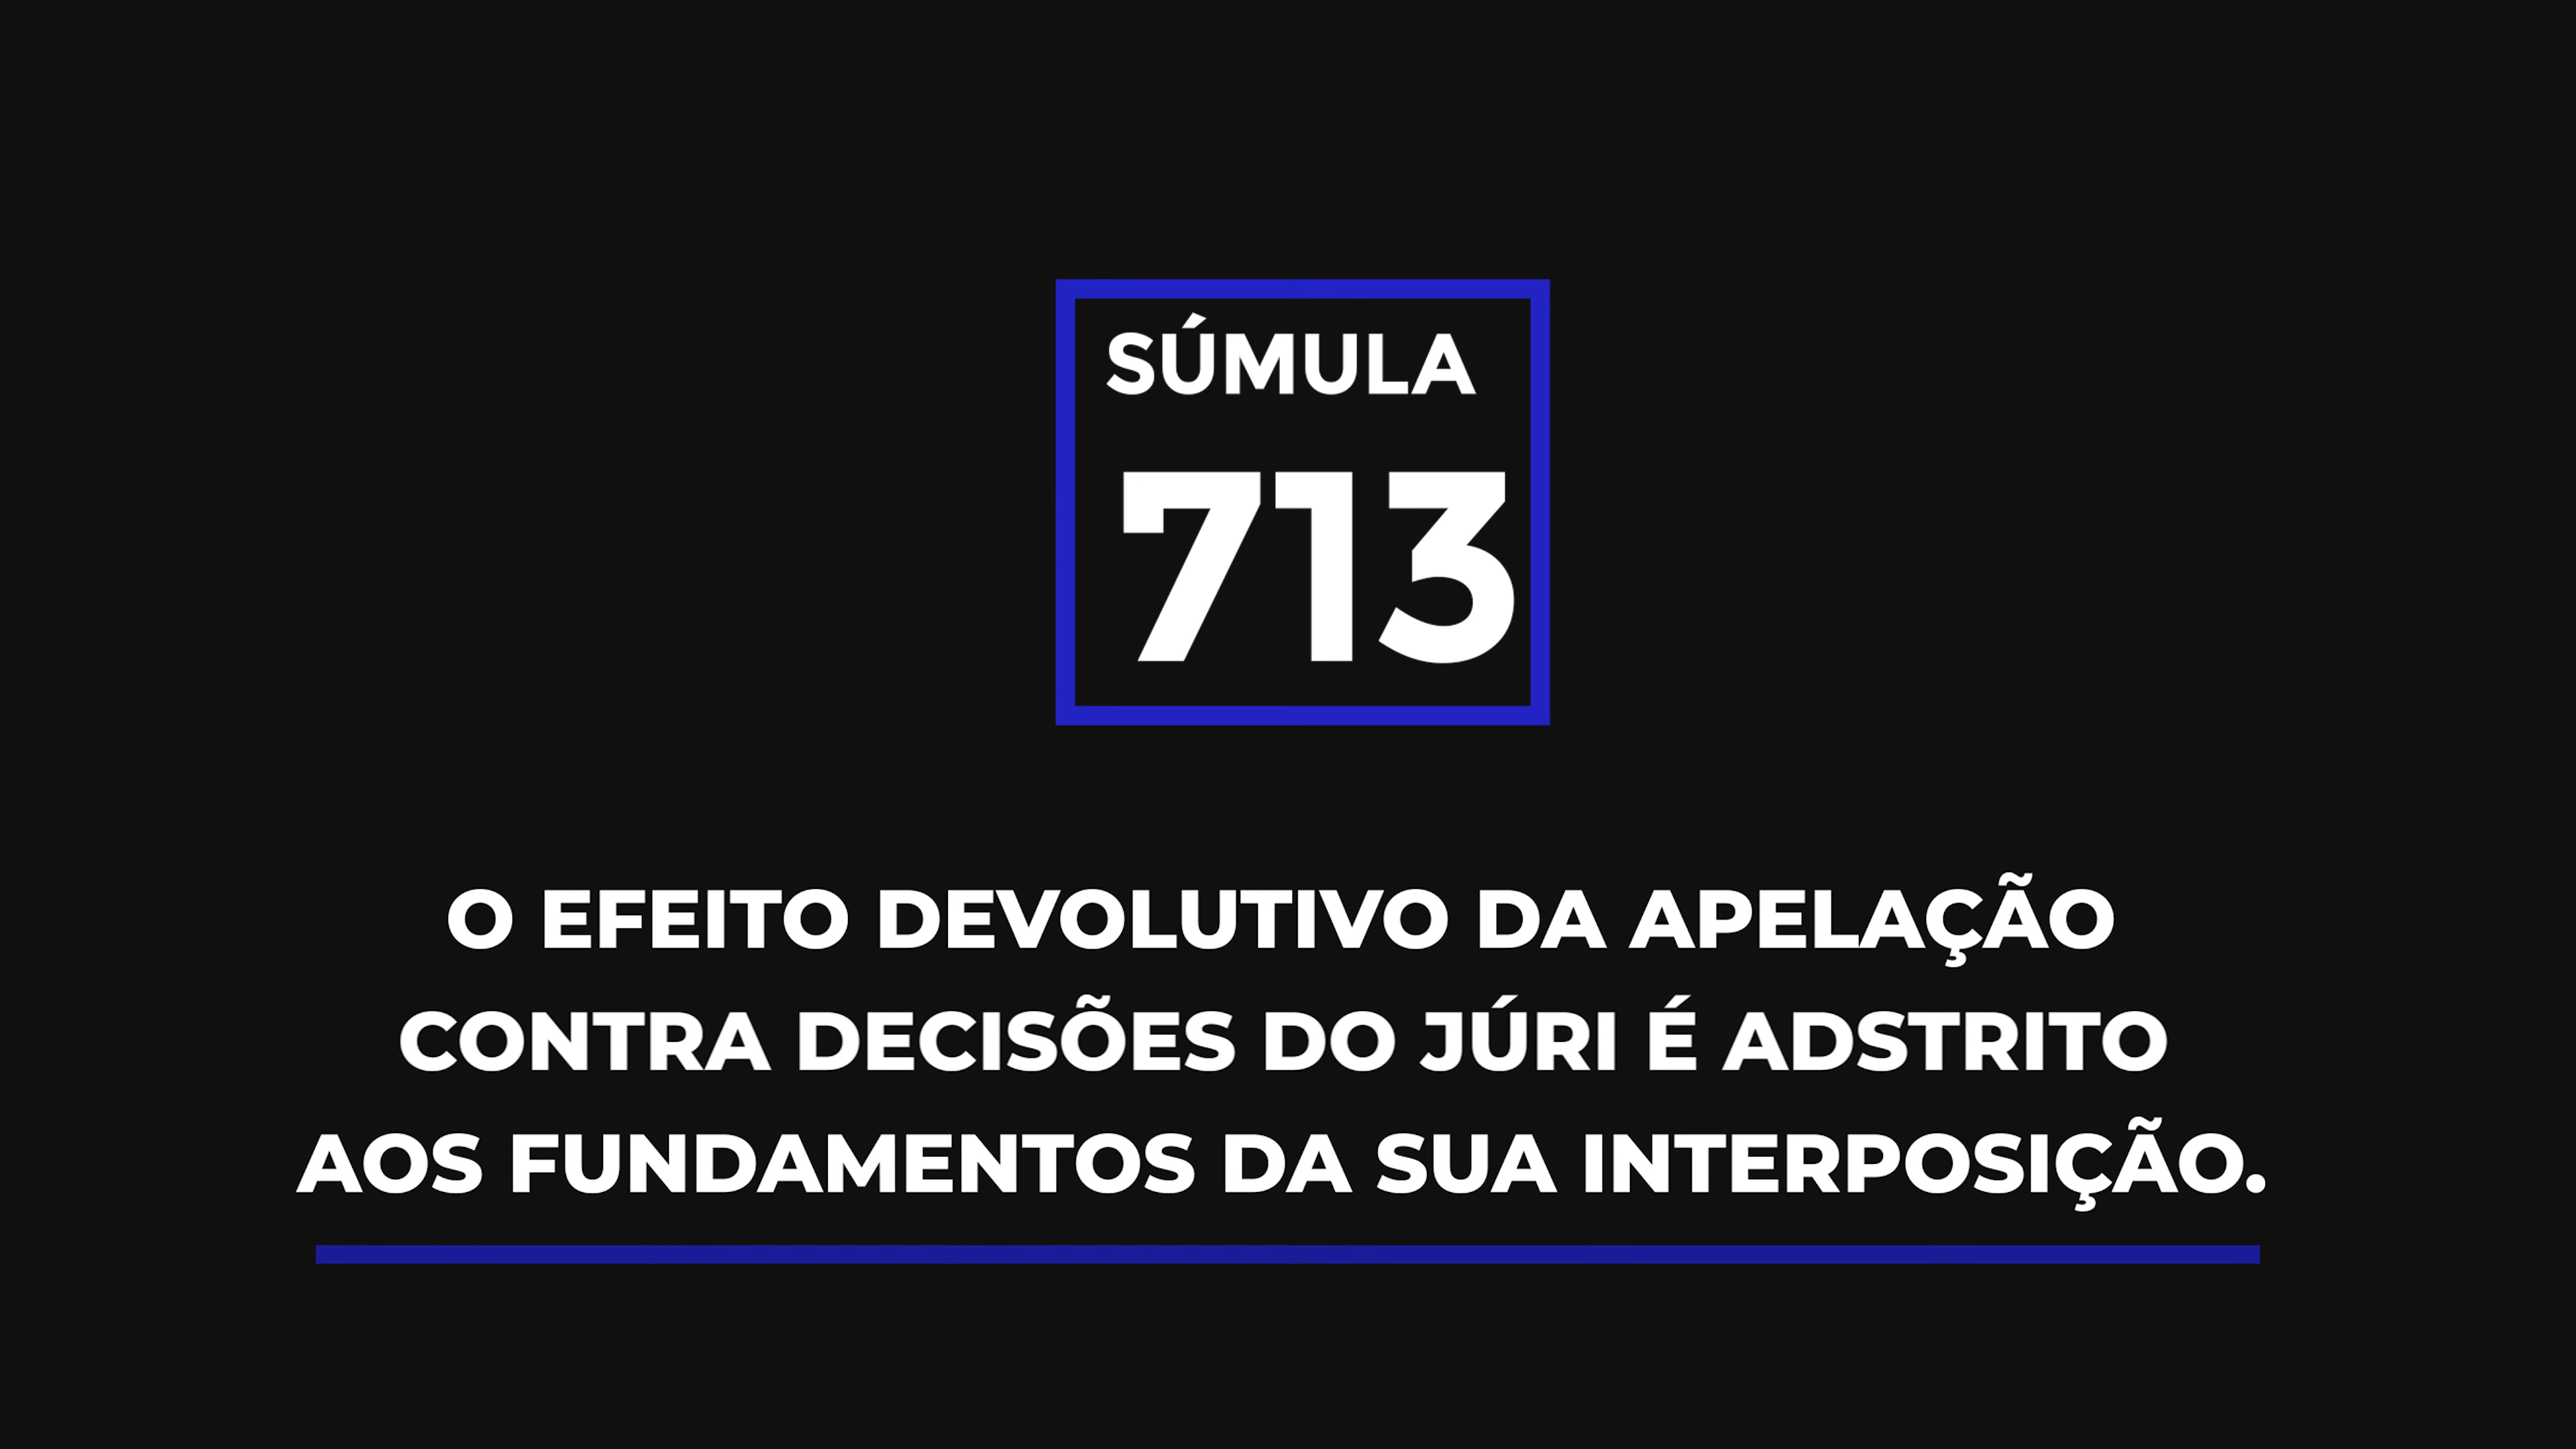 SÚMULA
713
O EFEITO DEVOLUTIVO DA APELAÇÃO
CONTRA DECISÕES DO JÚRI É ADSTRITO
AOS FUNDAMENTOS DA SUA INTERPOSIÇÃO.